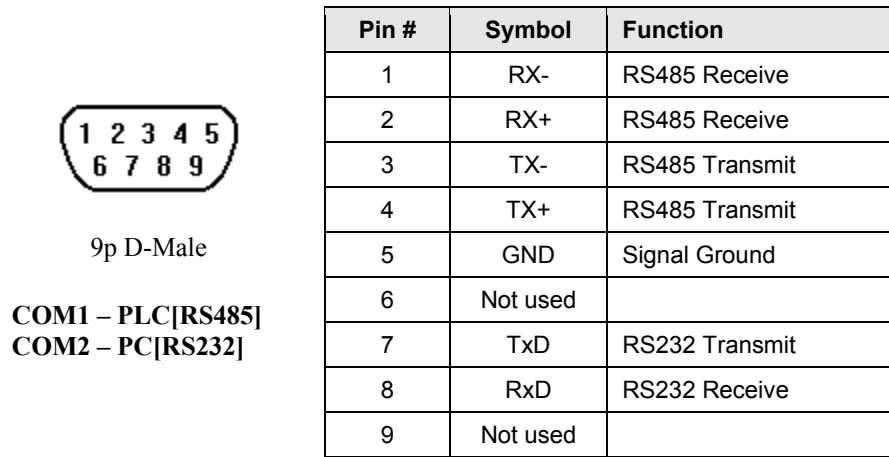 1 2 3 4 5
6 7 8 9
9p D-Male
COM1 – PLC[RS485]
COM2 – PC[RS232]
Pin # Symbol Function
1 RX- RS485 Receive
2 RX+ RS485 Receive
3 TX- RS485 Transmit
4 TX+ RS485 Transmit
5 GND Signal Ground
6 Not used
7 TxD RS232 Transmit
8 RxD RS232 Receive
9 Not used